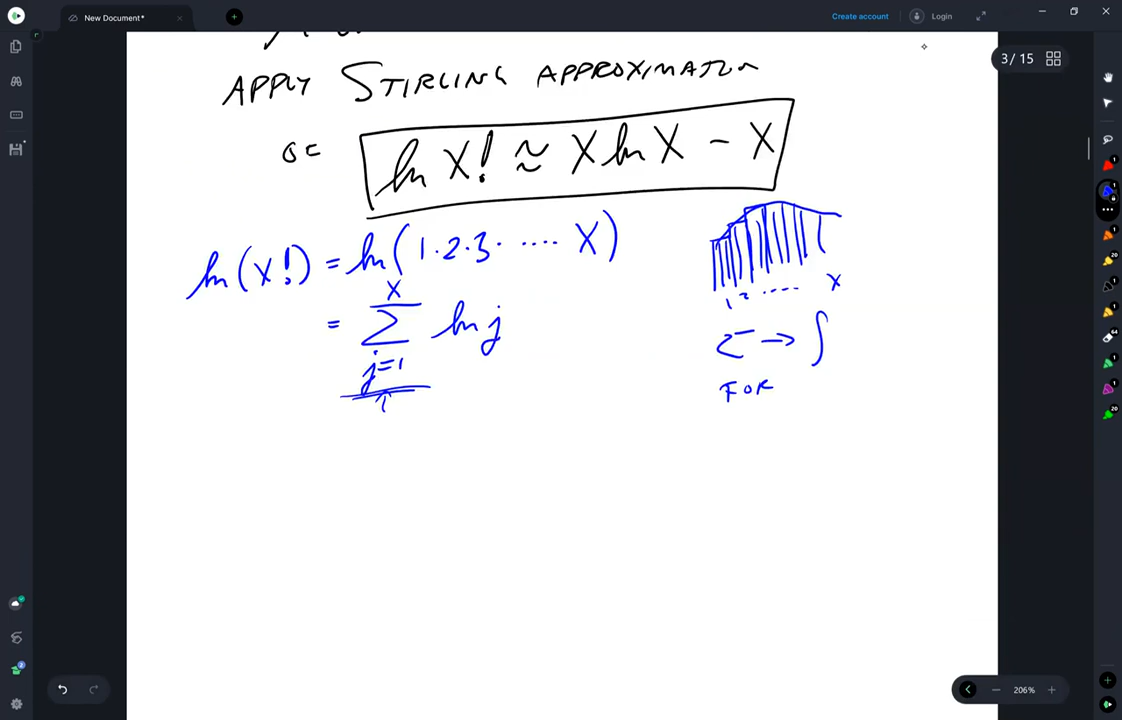 New Document*
Create account
Login
3 / 15
APPLY STIRLING APPROXIMATION
ln X! ≈ X ln X - X
ln(X!) = ln(1·2·3· ···· X)
= X Σ j=1 ln j
1 2 ····· X
Σ → ∫
FOR
206%